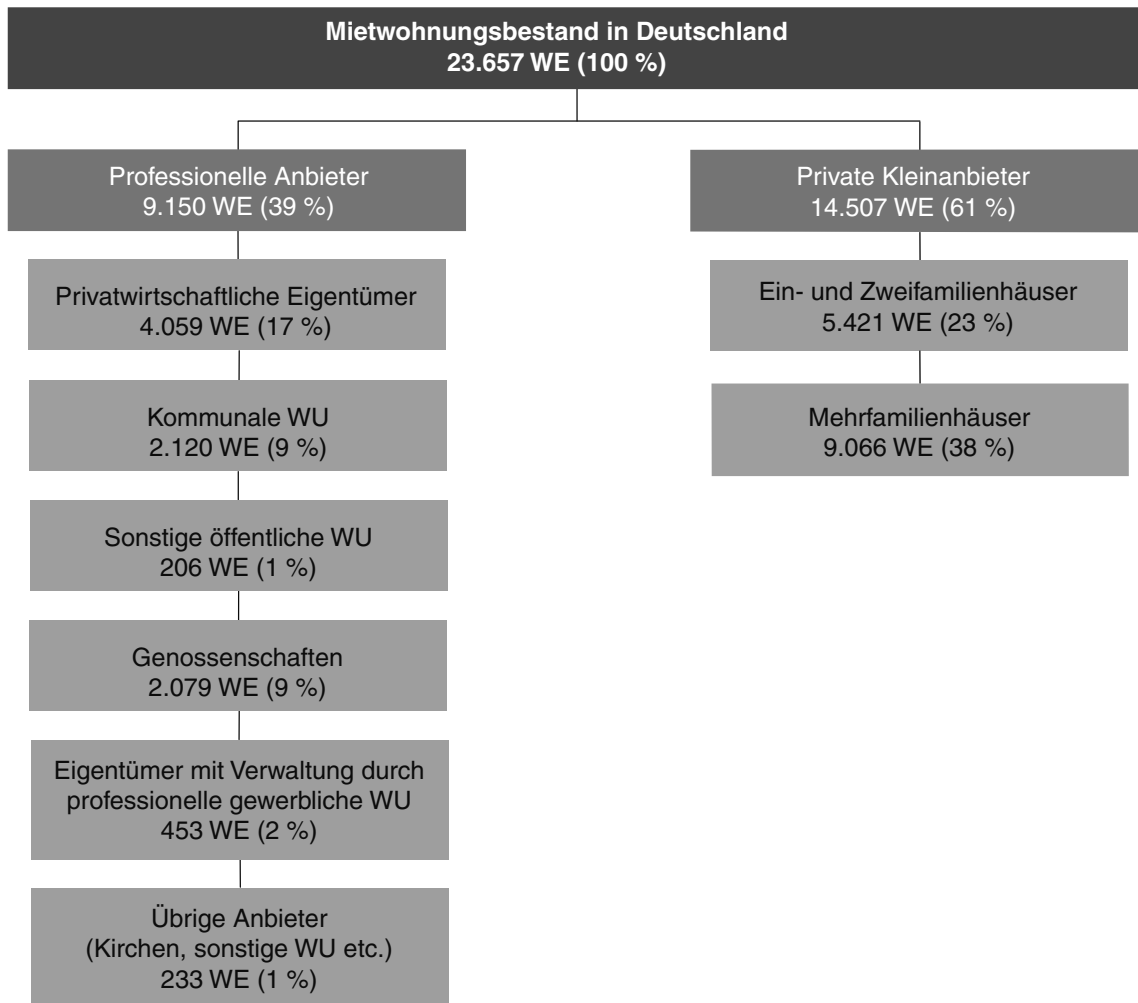 Mietwohnungsbestand in Deutschland
23.657 WE (100 %)
Professionelle Anbieter
9.150 WE (39 %)
Privatwirtschaftliche Eigentümer
4.059 WE (17 %)
Kommunale WU
2.120 WE (9 %)
Sonstige öffentliche WU
206 WE (1 %)
Genossenschaften
2.079 WE (9 %)
Eigentümer mit Verwaltung durch
professionelle gewerbliche WU
453 WE (2 %)
Übrige Anbieter
(Kirchen, sonstige WU etc.)
233 WE (1 %)
Private Kleinanbieter
14.507 WE (61 %)
Ein- und Zweifamilienhäuser
5.421 WE (23 %)
Mehrfamilienhäuser
9.066 WE (38 %)